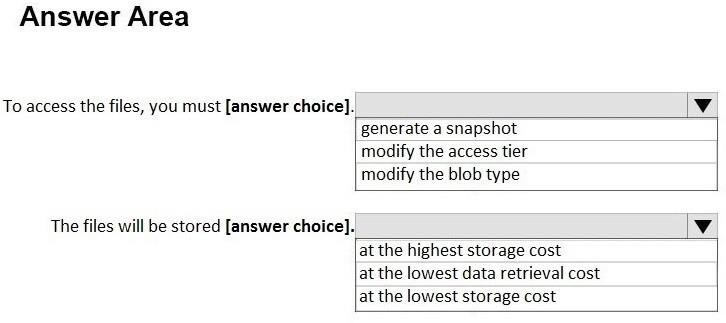 Answer Area
To access the files, you must [answer choice].
generate a snapshot
modify the access tier
modify the blob type
The files will be stored [answer choice].
at the highest storage cost
at the lowest data retrieval cost
at the lowest storage cost